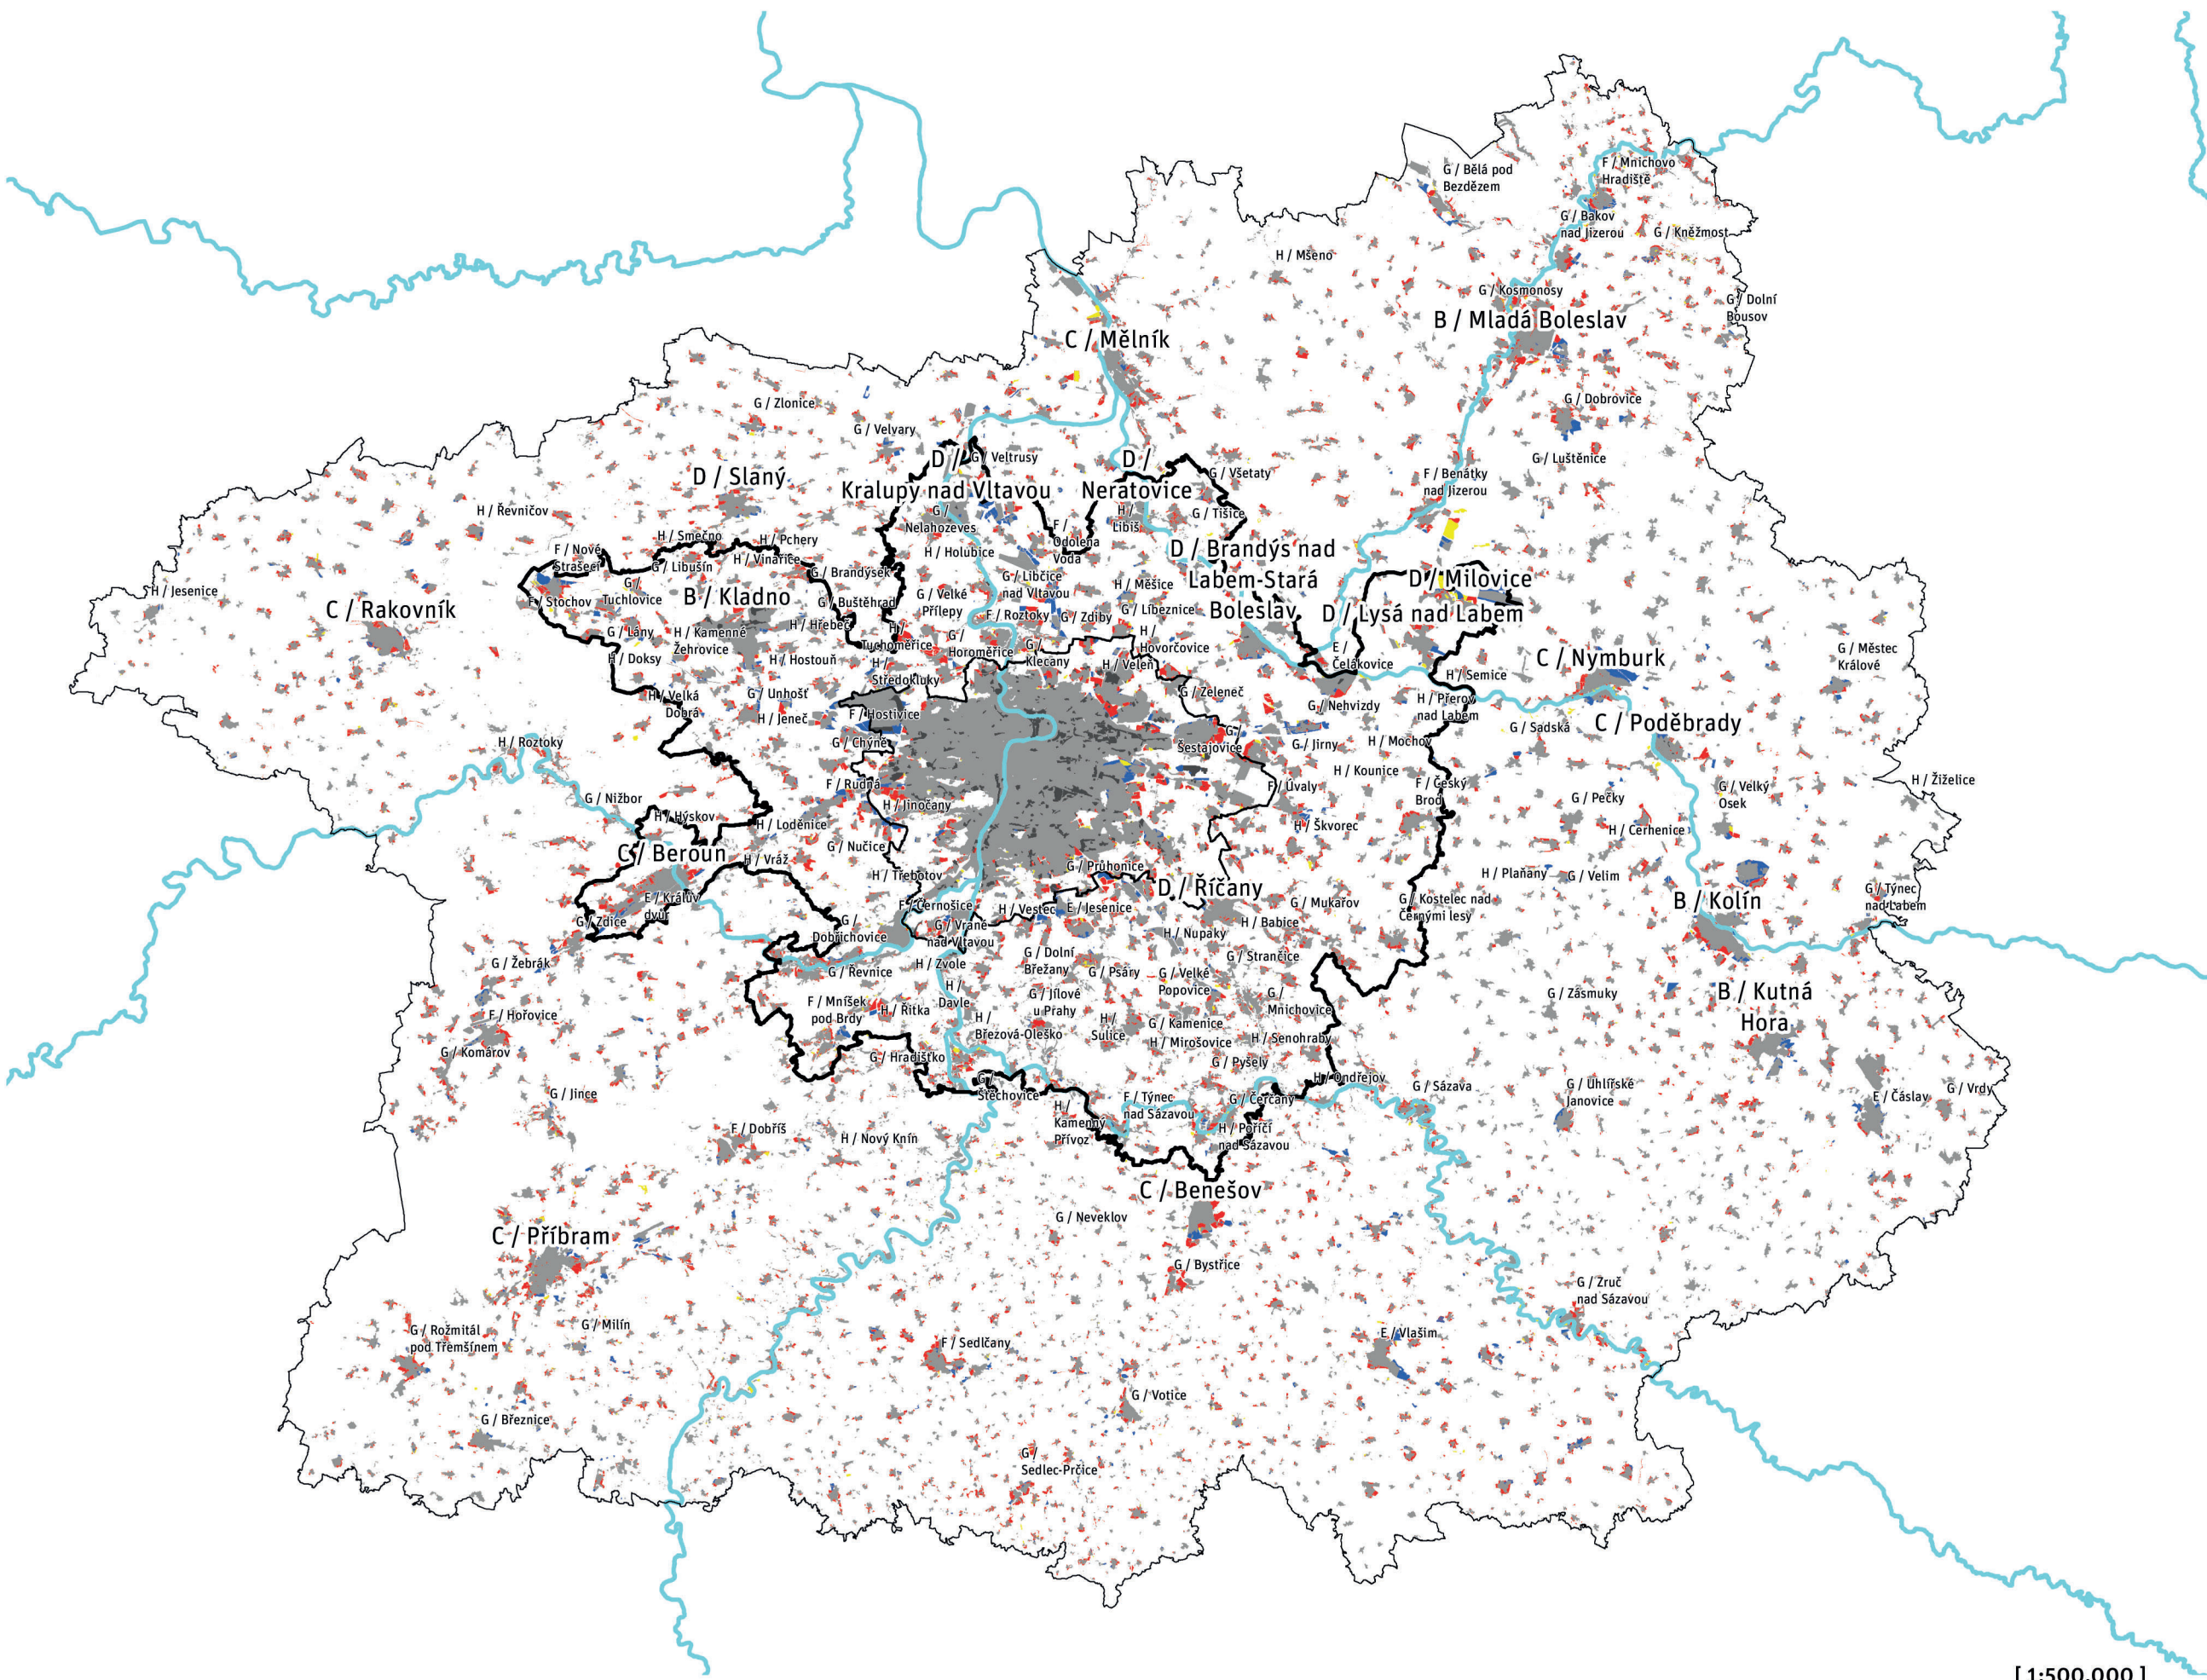 G / Bělá pod
Bezdězem
F / Mnichovo
Hradiště
G / Bakov
nad Jizerou
G / Kněžmost
H / Mšeno
G / Kosmonosy
B / Mladá Boleslav
G / Dolní
Bousov
C / Mělník
G / Zlonice
G / Dobrovice
G / Velyary
D /
Kralupy nad Vltavou
G / Veltrusy
D /
Neratovice
G / Všetaty
G / Luštěnice
D / Slaný
F / Benátky
nad Jizerou
H / Řevničov
G /
Nelahozeves
H /
Libiš
G / Tišice
F /
Odolena
Voda
H / Smečno
H / Pchery
F / Nové
Strašecí
G / Libušín
H / Vinařice
H / Holubice
D / Brandýs nad
Labem-Stará
Boleslav
G / Brandýsek
G / Libčice
nad Vltavou
H / Měšice
D / Milovice
H / Jesenice
F / Stochov
G /
Tuchlovice
B / Kladno
G / Buštěhrad
G / Velké
Přílepy
C / Rakovník
G / Líbeznice
D / Lysá nad Labem
F / Roztoky
G / Zdiby
G / Lány
H / Kamenné
Žehrovice
H / Hřebeč
H /
Tuchoměřice
G /
Horoměřice
G /
Klecany
H /
Hovorčovice
E /
Čelákovice
G / Městec
Králové
H / Doksy
H / Hostouň
H /
Středokluky
H / Veleň
C / Nymburk
H / Semice
H / Velká
Dobrá
G / Unhošť
G / Zeleneč
H / Jeneč
F / Hostivice
G / Nehvizdy
H / Přerov
nad Labem
G / Sadská
C / Poděbrady
H / Roztoky
G / Chýně
G /
Šestajovice
G / Jirny
H / Mochov
H / Kounice
H / Žiželice
F / Rudná
F / Úvaly
F / Český
Brod
G / Velký
Osek
G / Nižbor
H / Jinočany
G / Pečky
H / Hýskov
H / Loděnice
H / Škvorec
H / Cerhenice
C / Beroun
H / Vráž
G / Nučice
H / Třebotov
G / Průhonice
D / Říčany
H / Plaňany
G / Velim
E / Králův
dvůr
G / Zdice
F / Černošice
H / Vestec
E / Jesenice
G / Mukařov
G / Kostelec nad
Černými lesy
B / Kolín
G / Týnec
nad Labem
G /
Dobřichovice
G / Vrané
nad Vltavou
H / Babice
H / Nupaky
G / Žebrák
G / Řevnice
H / Zvole
G / Dolní
Břežany
G / Psáry
G / Velké
Popovice
G / Strančice
B / Kutná
Hora
F / Hořovice
F / Mníšek
pod Brdy
H / Řitka
H /
Davle
G / Jílové
u Prahy
G /
Mnichovice
G / Zásmuky
H /
Březová-Oleško
H /
Sulice
G / Kamenice
H / Mirošovice
H / Senohraby
G / Komárov
G / Hradištko
G / Pyšely
G / Jince
G /
Štěchovice
H / Ondřejov
G / Sázava
G / Uhlířské
Janovice
E / Čáslav
G / Vrdy
H /
Kamenný
Přívoz
F / Týnec
nad Sázavou
G / Čerčany
F / Dobříš
H / Nový Knín
H / Poříčí
nad Sázavou
C / Benešov
C / Příbram
G / Neveklov
G / Bystřice
G / Zruč
nad Sázavou
G / Rožmitál
pod Třemšínem
G / Milín
F / Sedlčany
E / Vlašim
G / Votice
G / Březnice
G /
Sedlec-Prčice
[ 1:500,000 ]